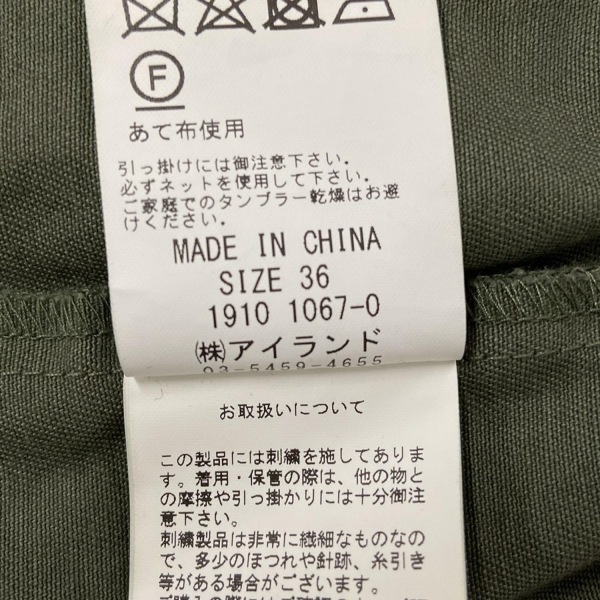 F
あて布使用
引っ掛けには御注意下さい。
必ずネットを使用して下さい。
ご家庭でのタンブラー乾燥はお避
けください。
MADE IN CHINA
SIZE 36
1910 1067-0
㈱アイランド
03-5459-4655
お取扱いについて
この製品には刺繍を施してありま
す。着用・保管の際は、他の物と
の摩擦や引っ掛かりには十分御注
意下さい。
刺繍製品は非常に繊細なものなの
で、多少のほつれや針跡、糸引き
等がある場合がございます。